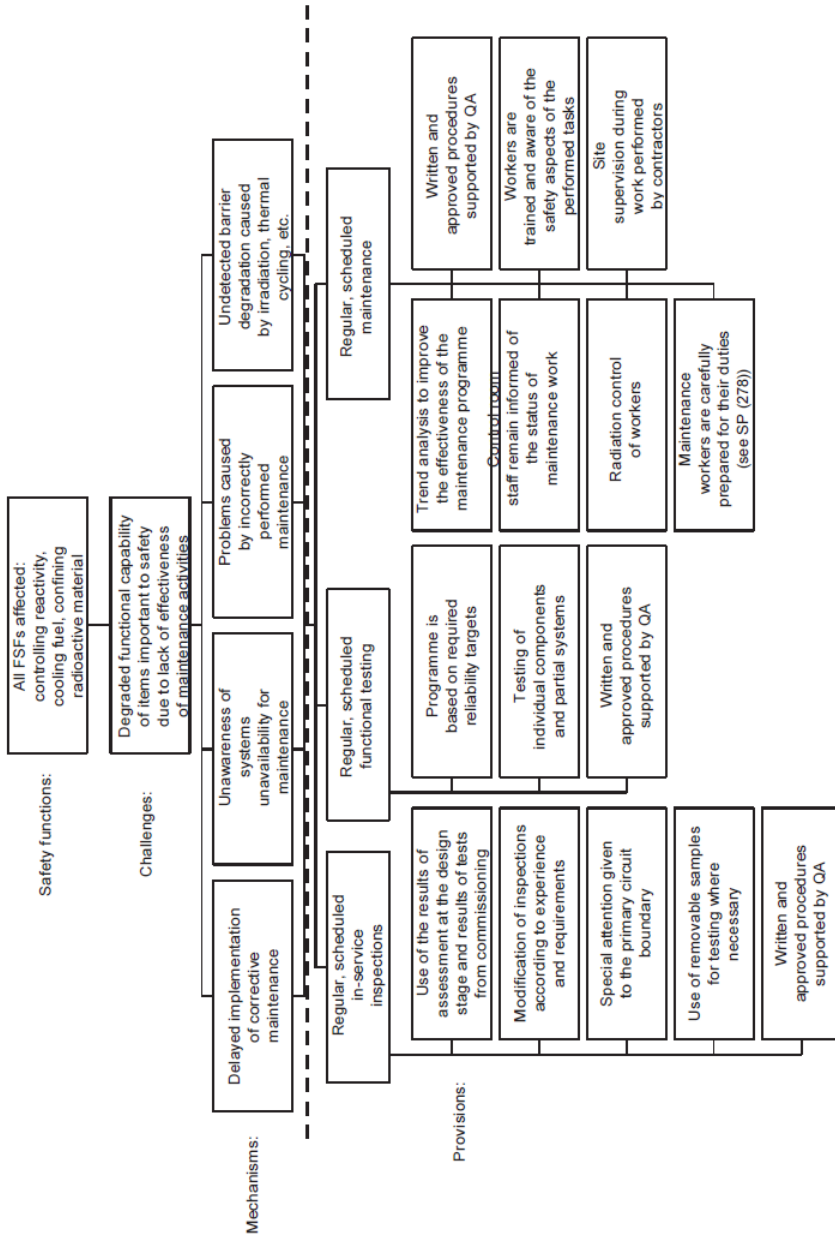 Safety functions:
All FSFs affected:
controlling reactivity,
cooling fuel, confining
radioactive material
Challenges:
Degraded functional capability
of items important to safety
due to lack of effectiveness
of maintenance activities
Mechanisms:
Delayed implementation
of corrective
maintenance
Unawareness of
systems
unavailability for
maintenance
Problems caused
by incorrectly
performed
maintenance
Undetected barrier
degradation caused
by irradiation, thermal
cycling, etc.
Provisions:
Regular, scheduled
in-service
inspections
Use of the results of
assessment at the design
stage and results of tests
from commissioning
Modification of inspections
according to experience
and requirements
Special attention given
to the primary circuit
boundary
Use of removable samples
for testing where
necessary
Written and
approved procedures
supported by QA
Regular, scheduled
functional testing
Programme is
based on required
reliability targets
Testing of
individual components
and partial systems
Written and
approved procedures
supported by QA
Regular, scheduled
maintenance
Trend analysis to improve
the effectiveness of the
maintenance programme
Control room
staff remain informed of
the status of
maintenance work
Radiation control
of workers
Maintenance
workers are carefully
prepared for their duties
(see SP (278))
Written and
approved procedures
supported by QA
Workers are
trained and aware of the
safety aspects of the
performed tasks
Site
supervision during
work performed
by contractors